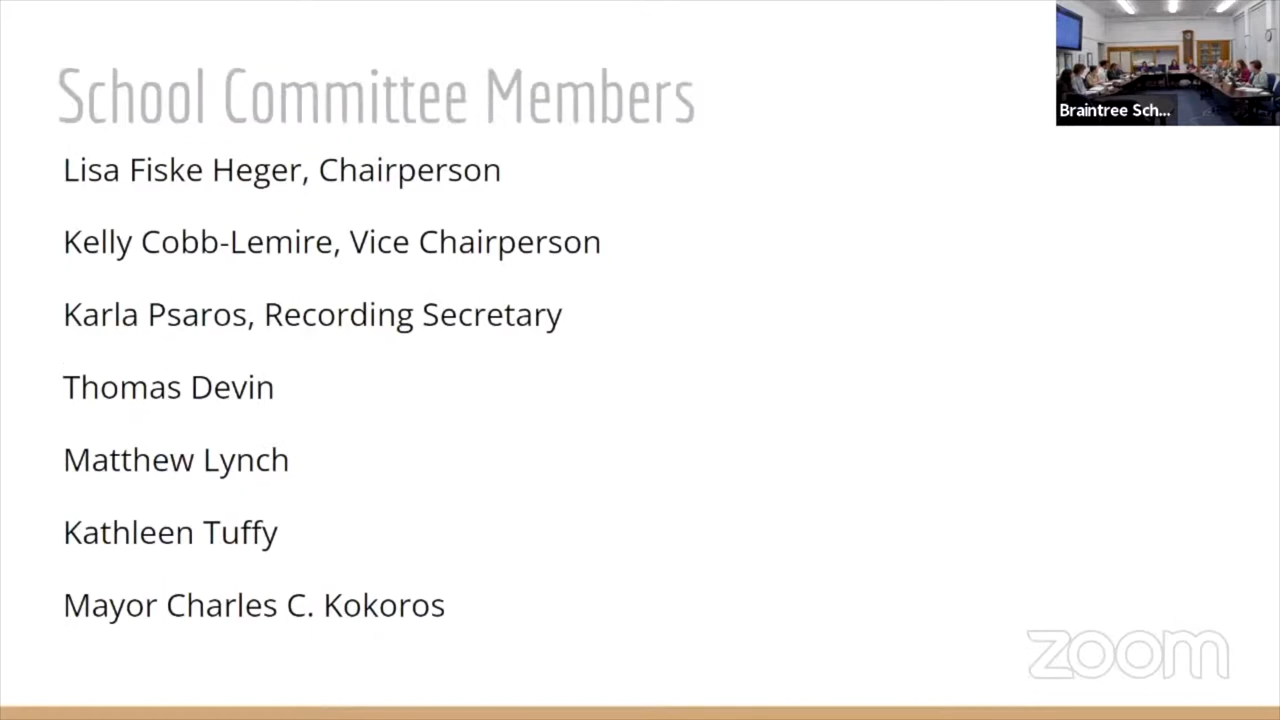 School Committee Members
Braintree Sch...
Lisa Fiske Heger, Chairperson
Kelly Cobb-Lemire, Vice Chairperson
Karla Psaros, Recording Secretary
Thomas Devin
Matthew Lynch
Kathleen Tuffy
Mayor Charles C. Kokoros
zoom